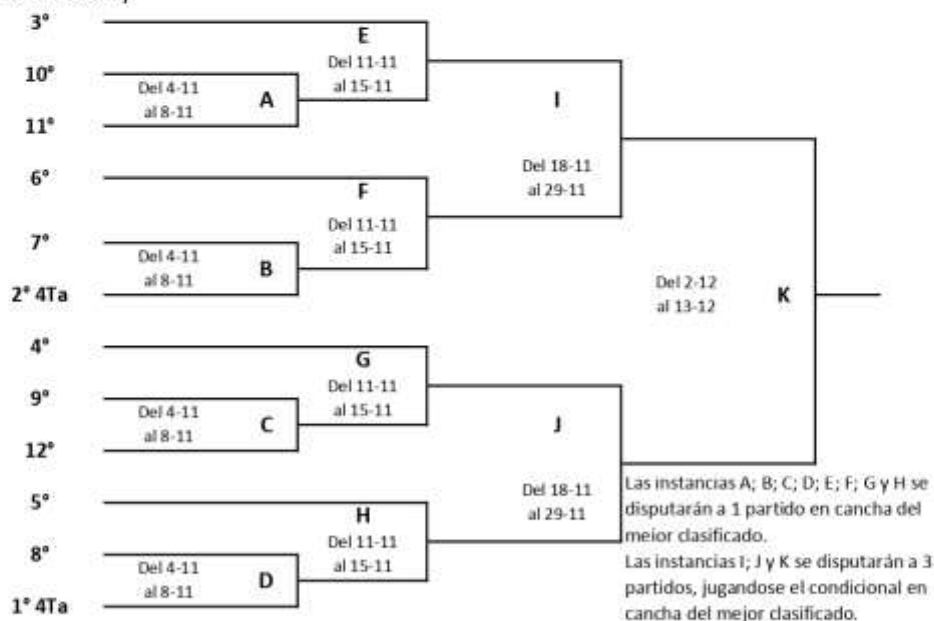 3°
E
Del 11-11
al 15-11
10°
Del 4-11
al 8-11
A
11°
I
Del 18-11
al 29-11
6°
F
Del 11-11
al 15-11
7°
Del 4-11
al 8-11
B
2° 4Ta
Del 2-12
al 13-12
K
4°
G
Del 11-11
al 15-11
9°
Del 4-11
al 8-11
C
12°
J
Del 18-11
al 29-11
5°
H
Del 11-11
al 15-11
8°
Del 4-11
al 8-11
D
1° 4Ta
Las instancias A; B; C; D; E; F; G y H se
disputarán a 1 partido en cancha del
mejor clasificado.
Las instancias I; J y K se disputarán a 3
partidos, jugandose el condicional en
cancha del mejor clasificado.